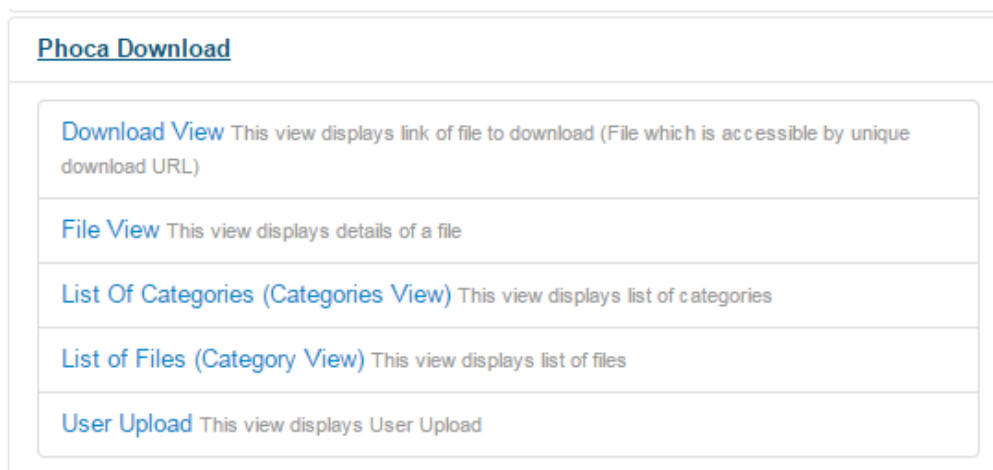 Phoca Download
Download View This view displays link of file to download (File which is accessible by unique
download URL)
File View This view displays details of a file
List Of Categories (Categories View) This view displays list of categories
List of Files (Category View) This view displays list of files
User Upload This view displays User Upload